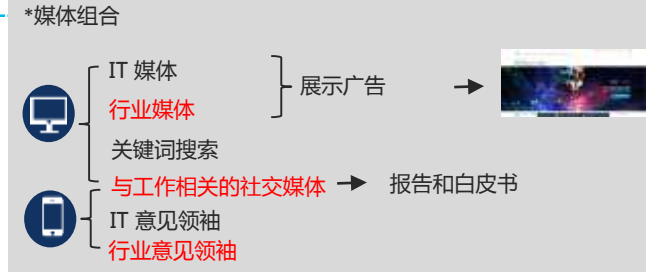 *媒体组合
IT 媒体
行业媒体
展示广告
关键词搜索
与工作相关的社交媒体
报告和白皮书
IT 意见领袖
行业意见领袖